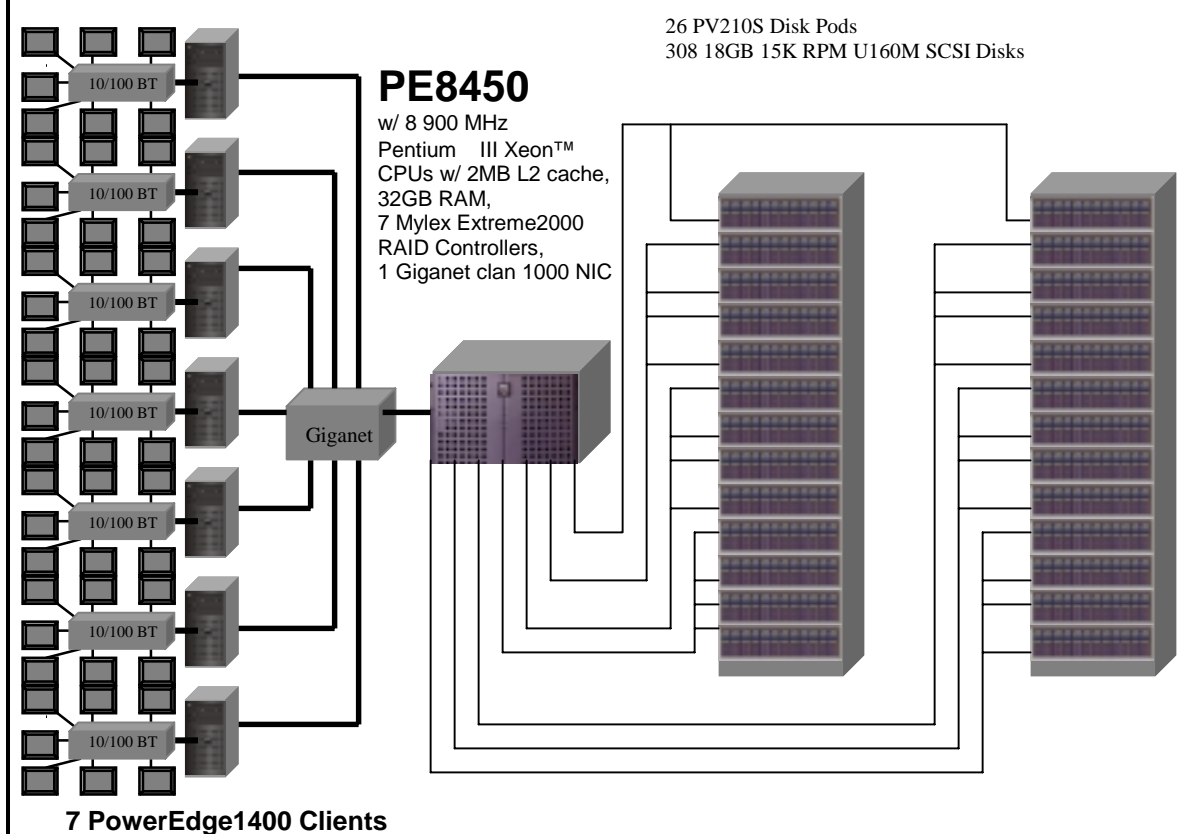 26 PV210S Disk Pods
308 18GB 15K RPM U160M SCSI Disks
PE8450
w/ 8 900 MHz
Pentium III Xeon™
CPUs w/ 2MB L2 cache,
32GB RAM,
7 Mylex Extreme2000
RAID Controllers,
1 Giganet clan 1000 NIC
10/100 BT
10/100 BT
10/100 BT
10/100 BT
Giganet
10/100 BT
10/100 BT
10/100 BT
7 PowerEdge1400 Clients